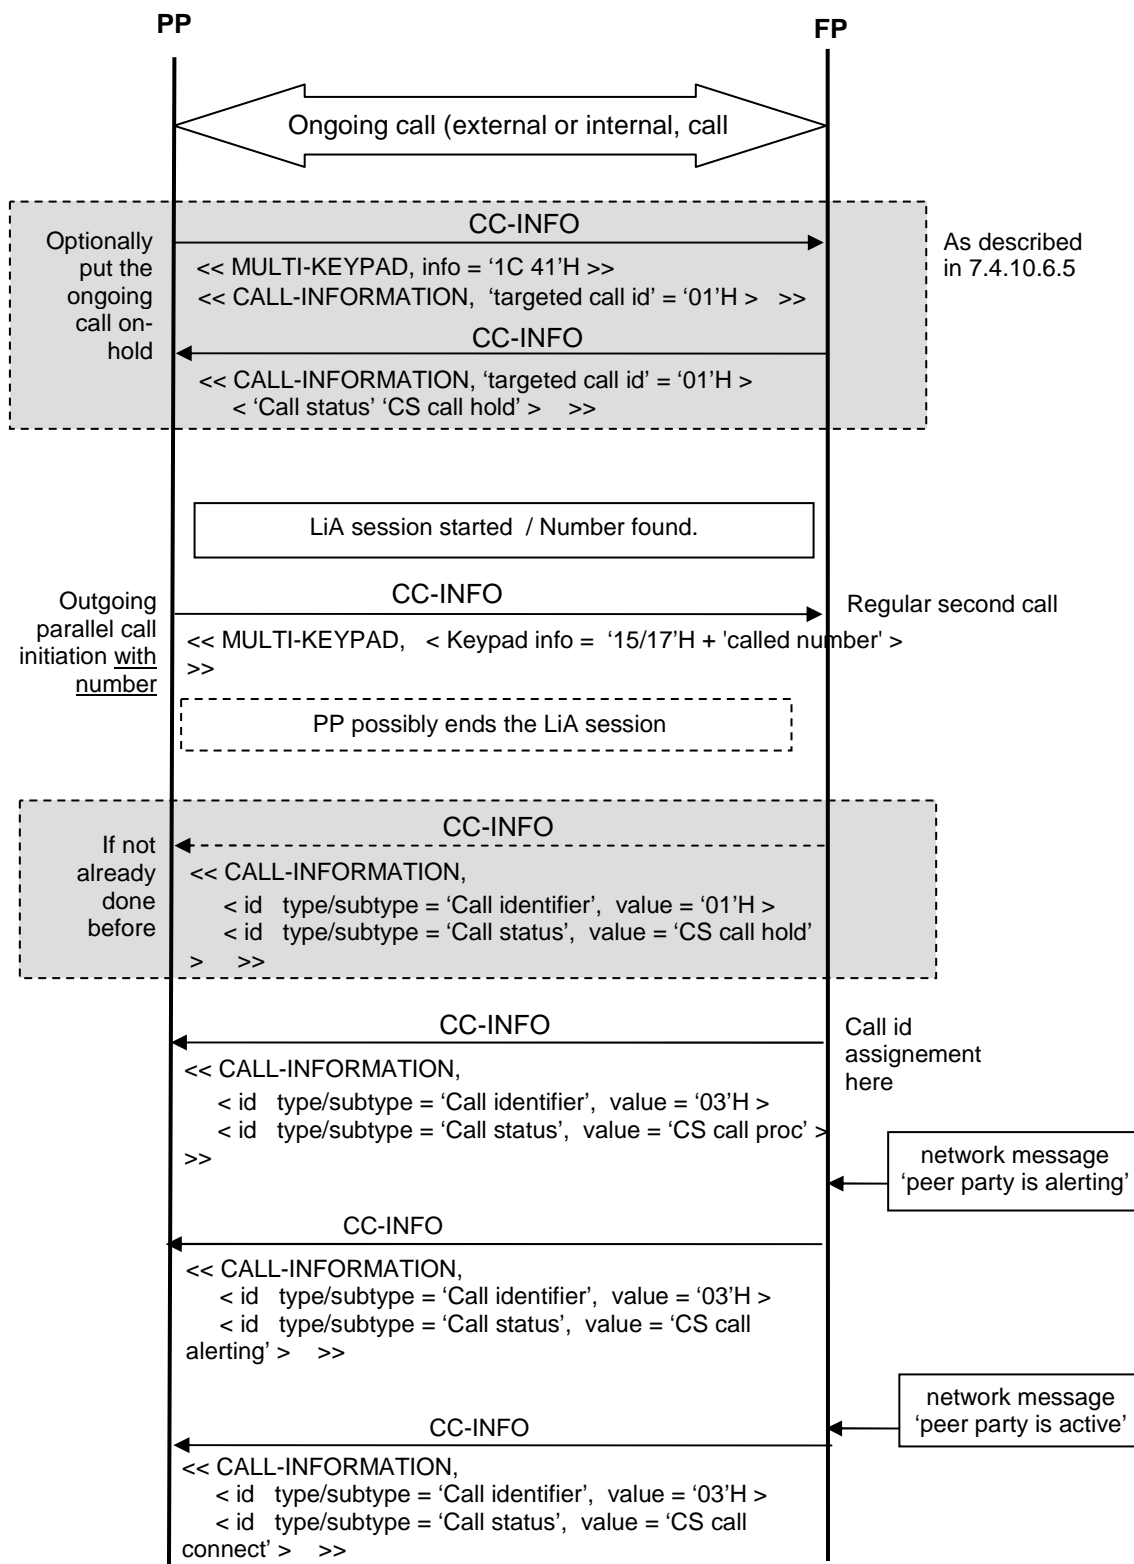 PP
FP
Ongoing call (external or internal, call
CC-INFO
Optionally
put the
ongoing
call on-
hold
<< MULTI-KEYPAD, info = '1C 41'H >>
<< CALL-INFORMATION,  ‘targeted call id’ = ‘01’H >   >>
As described
in 7.4.10.6.5
CC-INFO
<< CALL-INFORMATION, ‘targeted call id’ = ‘01’H >
< ‘Call status’ ‘CS call hold’ >    >>
LiA session started  / Number found.
CC-INFO
Outgoing
parallel call
initiation with
number
Regular second call
<< MULTI-KEYPAD,   < Keypad info =  ‘15/17’H + 'called number' >
>>
PP possibly ends the LiA session
CC-INFO
If not
already
done
before
<< CALL-INFORMATION,
< id   type/subtype = ‘Call identifier’,  value = ‘01’H >
< id   type/subtype = ‘Call status’,  value = ‘CS call hold’
>     >>
CC-INFO
Call id
assignement
here
<< CALL-INFORMATION,
< id   type/subtype = ‘Call identifier’,  value = ‘03’H >
< id   type/subtype = ‘Call status’,  value = ‘CS call proc’ >
>>
network message
‘peer party is alerting’
CC-INFO
<< CALL-INFORMATION,
< id   type/subtype = ‘Call identifier’,  value = ‘03’H >
< id   type/subtype = ‘Call status’,  value = ‘CS call
alerting’ >    >>
network message
‘peer party is active’
CC-INFO
<< CALL-INFORMATION,
< id   type/subtype = ‘Call identifier’,  value = ‘03’H >
< id   type/subtype = ‘Call status’,  value = ‘CS call
connect’ >    >>